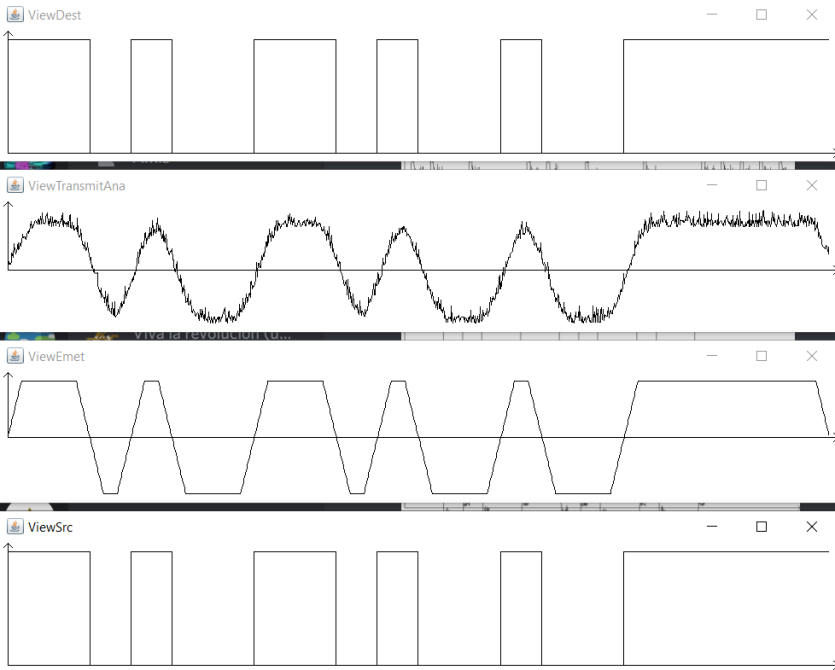 ViewDest
ViewTransmitAna
Viva la revolución (u...
ViewEmet
ViewSrc